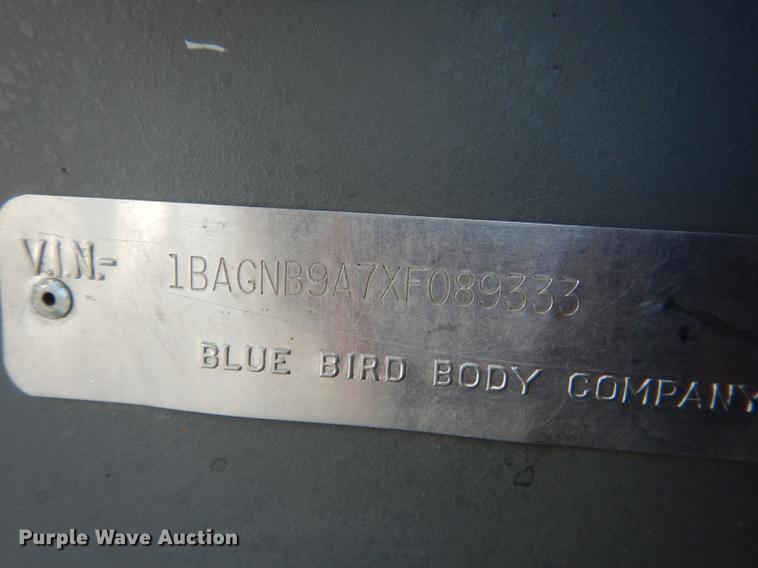 V.I.N.- 1BAGNB9A7XF089333
BLUE BIRD BODY COMPANY
Purple Wave Auction